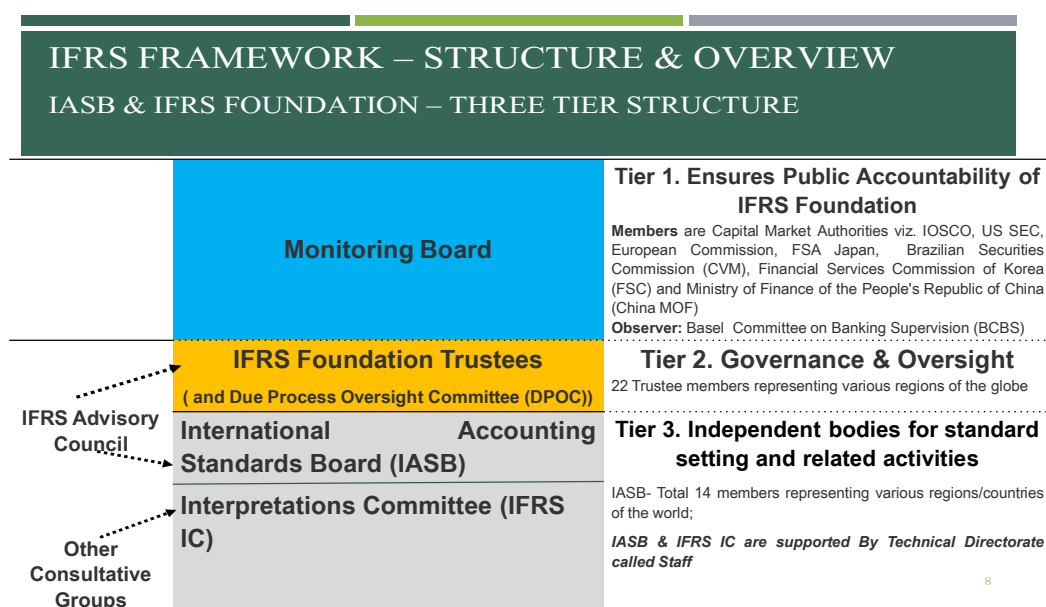 IFRS FRAMEWORK – STRUCTURE & OVERVIEW
IASB & IFRS FOUNDATION – THREE TIER STRUCTURE
Monitoring Board
Tier 1. Ensures Public Accountability of
IFRS Foundation
Members are Capital Market Authorities viz. IOSCO, US SEC,
European Commission, FSA Japan, Brazilian Securities
Commission (CVM), Financial Services Commission of Korea
(FSC) and Ministry of Finance of the People's Republic of China
(China MOF)
Observer: Basel Committee on Banking Supervision (BCBS)
IFRS Foundation Trustees
( and Due Process Oversight Committee (DPOC))
Tier 2. Governance & Oversight
22 Trustee members representing various regions of the globe
IFRS Advisory
Council
International Accounting
Standards Board (IASB)
Interpretations Committee (IFRS
IC)
Tier 3. Independent bodies for standard
setting and related activities
IASB- Total 14 members representing various regions/countries
of the world;
IASB & IFRS IC are supported By Technical Directorate
called Staff
Other
Consultative
Groups
8